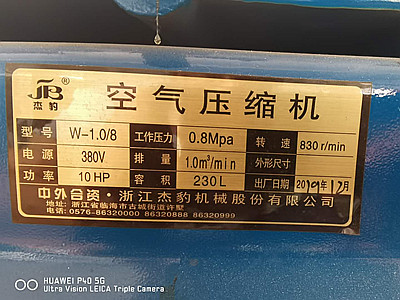 JB®
杰豹
空气压缩机
型号 W-1.0/8 工作压力 0.8Mpa 转速 830 r/min
电源 380V 排量 1.0m³/min 外形尺寸
功率 10 HP 容积 230L 出厂日期
中外合资·浙江杰豹机械股份有限公司
地址: 浙江省临海市古城街道许墅
电话: 0576-86320000 86320888 86320999
HUAWEI P40 5G
Ultra Vision LEICA Triple Camera